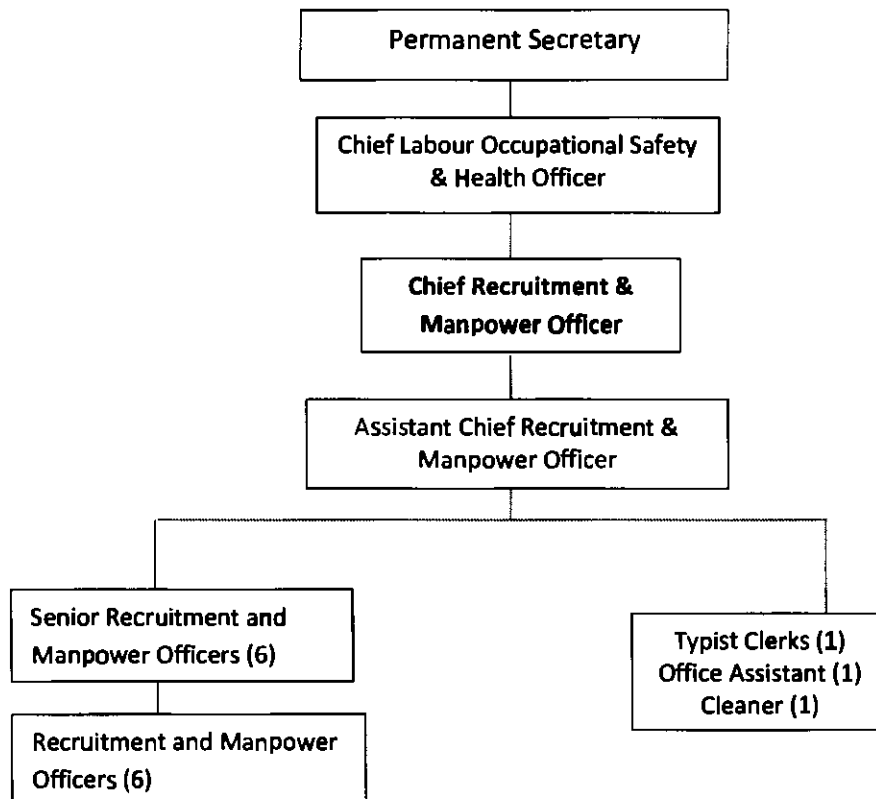 Permanent Secretary
Chief Labour Occupational Safety
& Health Officer
Chief Recruitment &
Manpower Officer
Assistant Chief Recruitment &
Manpower Officer
Senior Recruitment and
Manpower Officers (6)
Recruitment and Manpower
Officers (6)
Typist Clerks (1)
Office Assistant (1)
Cleaner (1)